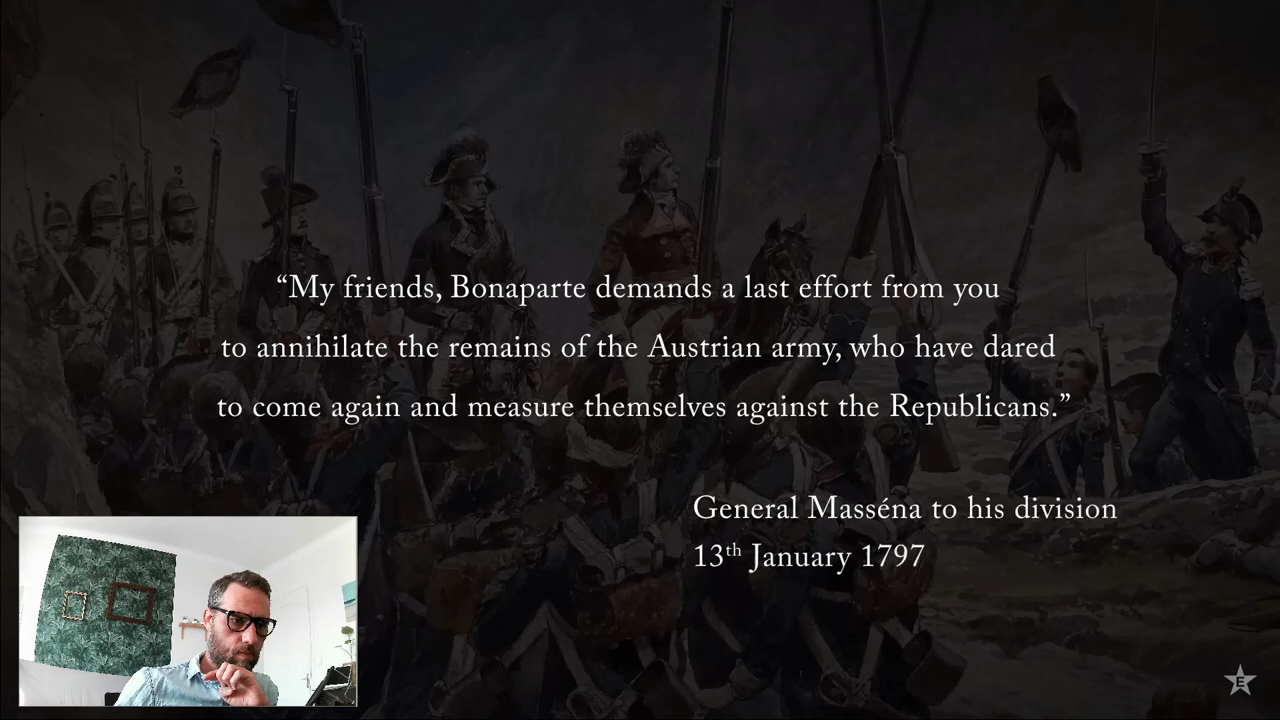 “My friends, Bonaparte demands a last effort from you
to annihilate the remains of the Austrian army, who have dared
to come again and measure themselves against the Republicans.”
General Masséna to his division
13th January 1797
E